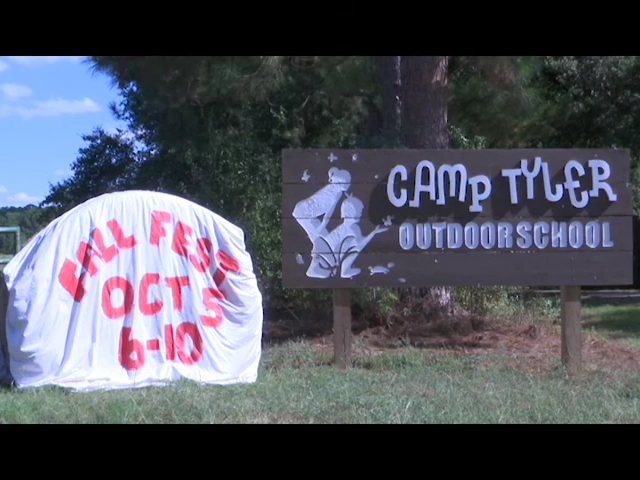 FALL FEST
OCT 5
6-10
CAMP TYLER
OUTDOOR SCHOOL